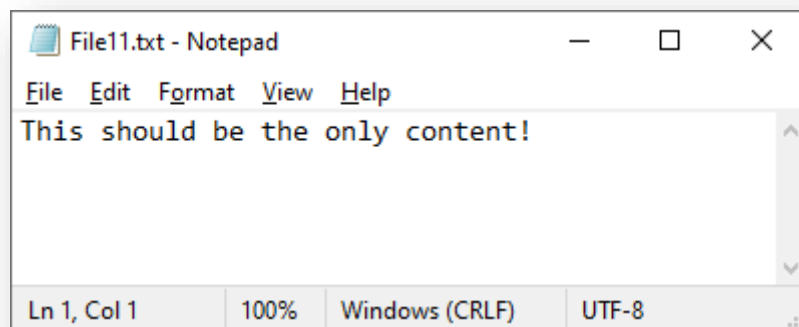 File11.txt - Notepad
File Edit Format View Help
This should be the only content!
Ln 1, Col 1 100% Windows (CRLF) UTF-8